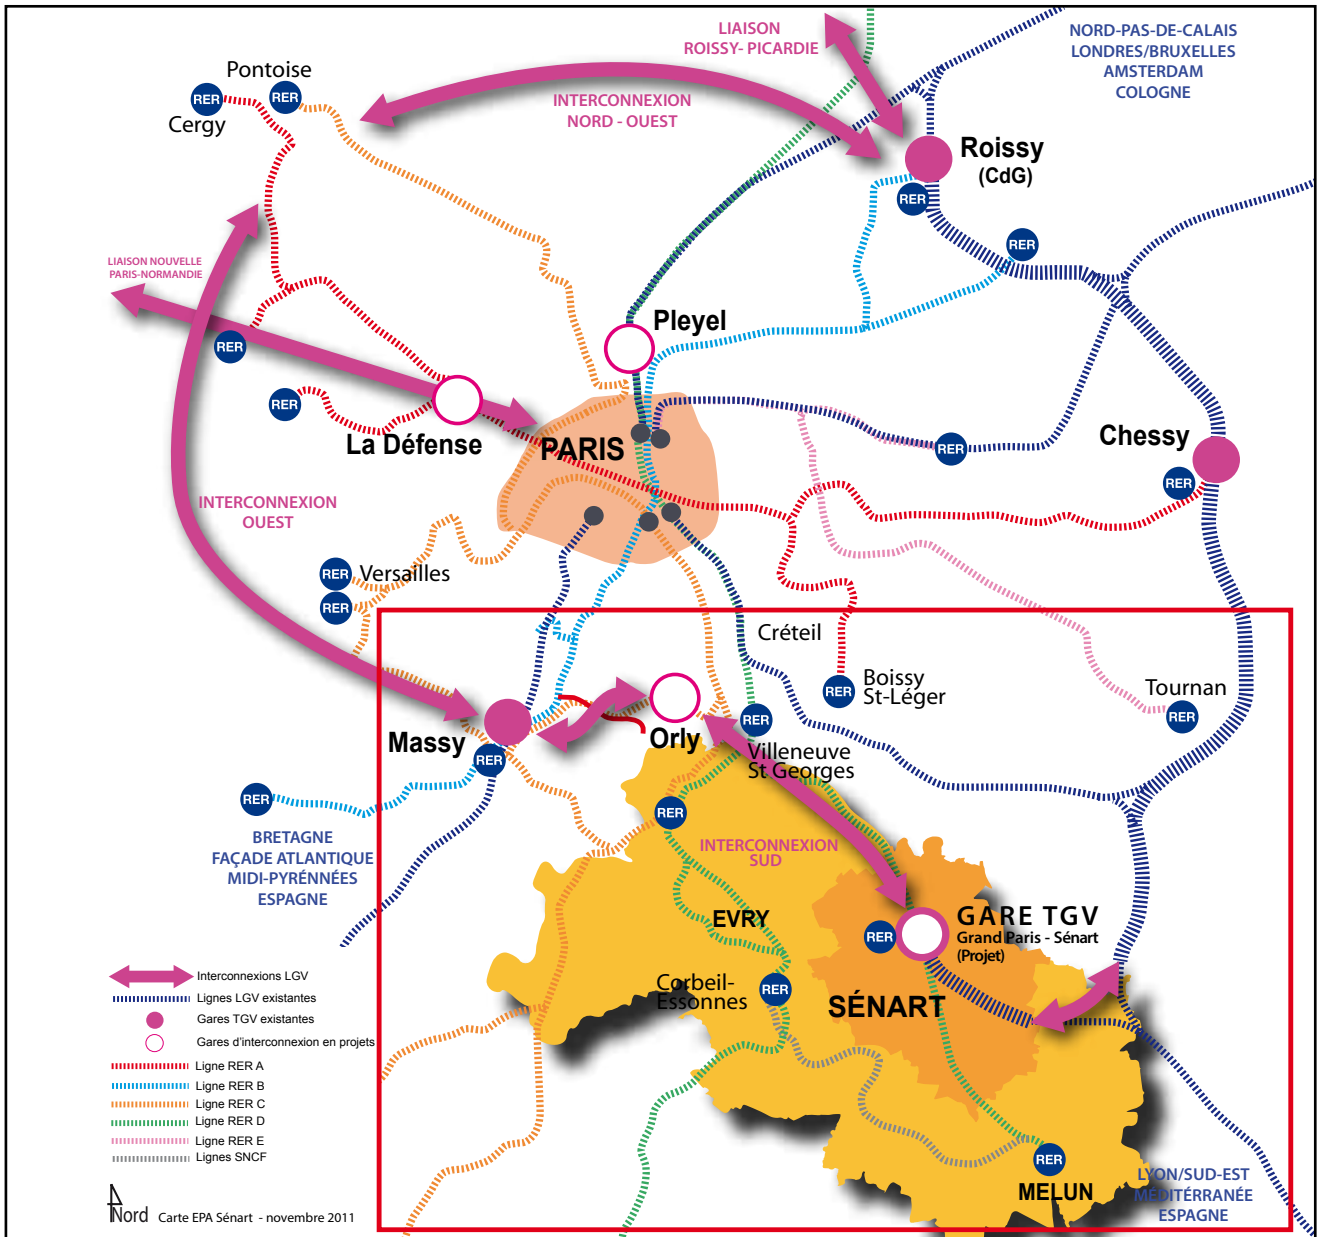 LIAISON
ROISSY- PICARDIE
NORD-PAS-DE-CALAIS
LONDRES/BRUXELLES
AMSTERDAM
COLOGNE
Pontoise
RER
RER
Cergy
INTERCONNEXION
NORD - OUEST
Roissy
(CdG)
RER
RER
LIAISON NOUVELLE
PARIS-NORMANDIE
Pleyel
RER
RER
La Défense
PARIS
RER
Chessy
RER
INTERCONNEXION
OUEST
RER
Versailles
RER
Créteil
RER
Boissy
St-Léger
Tournan
RER
Massy
RER
Orly
RER
Villeneuve
St Georges
RER
BRETAGNE
FAÇADE ATLANTIQUE
MIDI-PYRÉNNÉES
ESPAGNE
RER
INTERCONNEXION
SUD
EVRY
RER
GARE TGV
Grand Paris - Sénart
(Projet)
Corbeil-
Essonnes
RER
SÉNART
Interconnexions LGV
Lignes LGV existantes
Gares TGV existantes
Gares d'interconnexion en projets
Ligne RER A
Ligne RER B
Ligne RER C
Ligne RER D
Ligne RER E
Lignes SNCF
RER
MELUN
LYON/SUD-EST
MÉDITÉRRANÉE
ESPAGNE
Nord
Carte EPA Sénart - novembre 2011